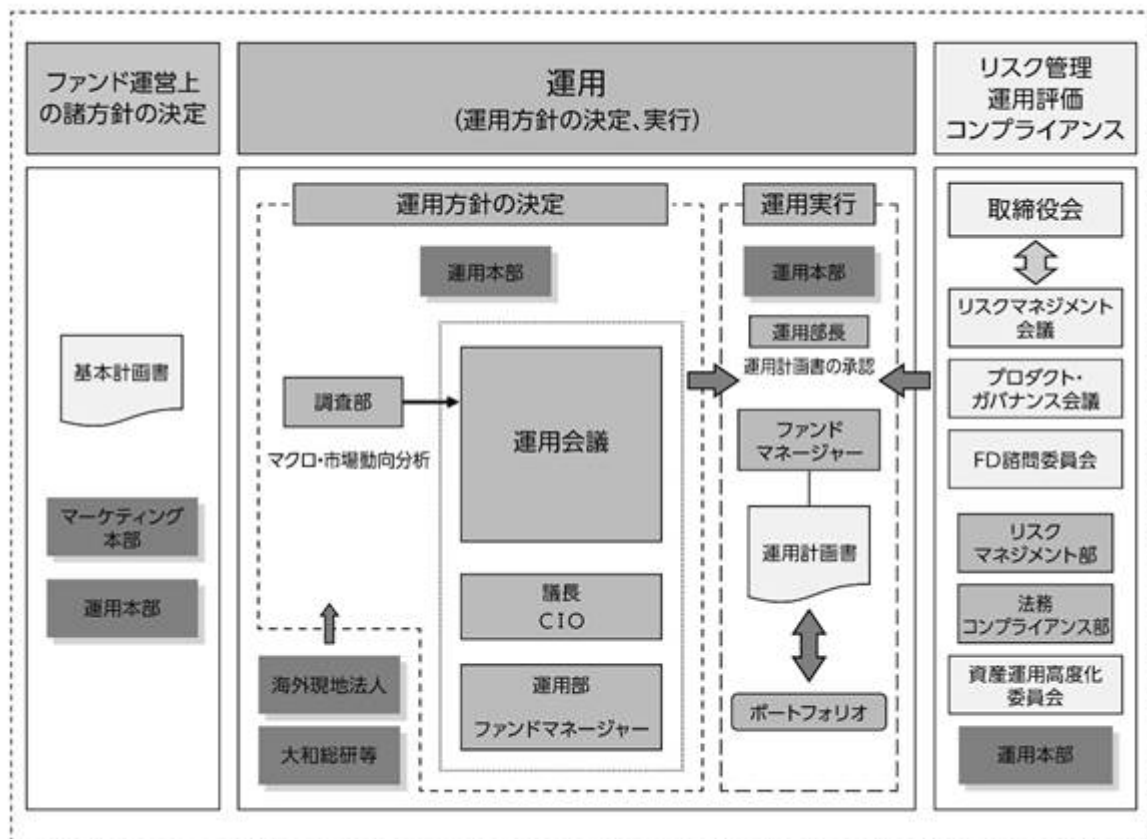 ファンド運営上
の諸方針の決定
基本計画書
マーケティング
本部
運用本部
運用
(運用方針の決定、実行)
運用方針の決定
運用本部
調査部
マクロ・市場動向分析
運用会議
議長
CIO
運用部
ファンドマネージャー
海外現地法人
大和総研等
運用実行
運用本部
運用部長
運用計画書の承認
ファンド
マネージャー
運用計画書
ポートフォリオ
リスク管理
運用評価
コンプライアンス
取締役会
リスクマネジメント
会議
プロダクト・
ガバナンス会議
FD諮問委員会
リスク
マネジメント部
法務
コンプライアンス部
資産運用高度化
委員会
運用本部